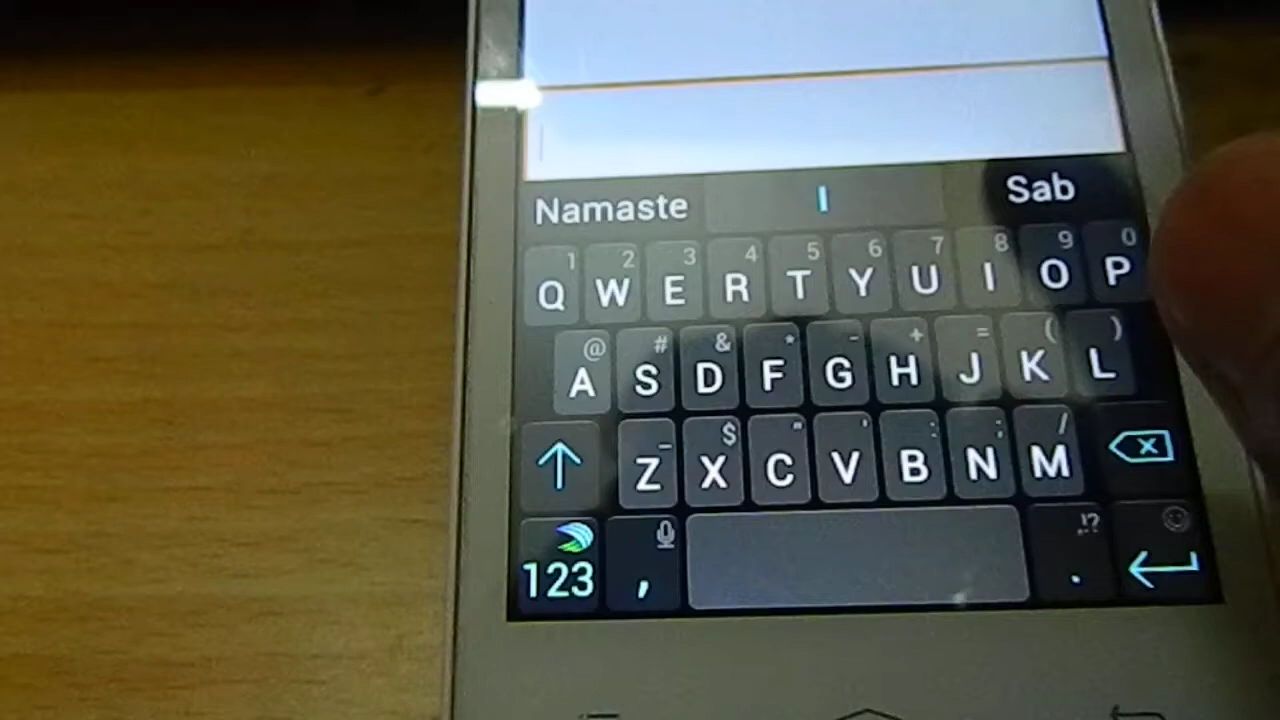 Namaste I Sab
1 2 3 4 5 6 7 8 9 0
Q W E R T Y U I O P
@ # & * - + = ( )
A S D F G H J K L
_ $ " ' : ; /
Z X C V B N M
!?
123 , .